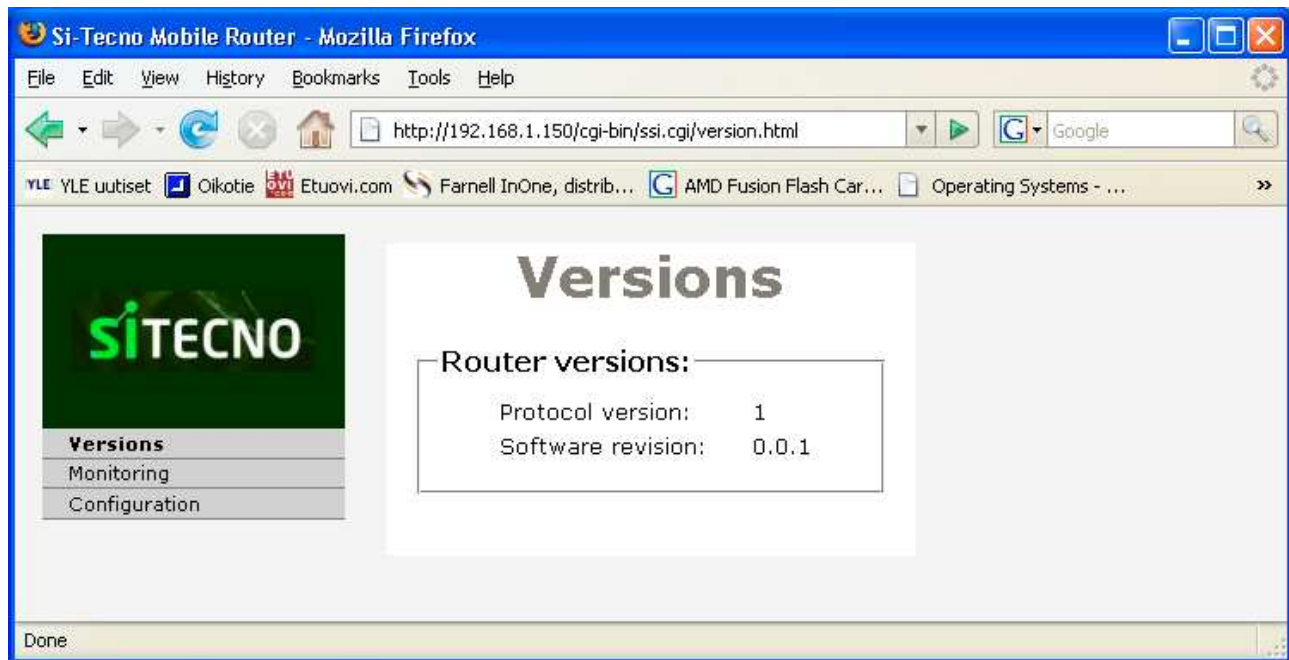 Si-Tecno Mobile Router - Mozilla Firefox
File Edit View History Bookmarks Tools Help
http://192.168.1.150/cgi-bin/ssi.cgi/version.html
G Google
YLE YLE uutiset Oikotie Etuovi.com Farnell InOne, distrib... G AMD Fusion Flash Car... Operating Systems - ... »
SiTECNO
Versions
Monitoring
Configuration
Versions
Router versions:
Protocol version: 1
Software revision: 0.0.1
Done